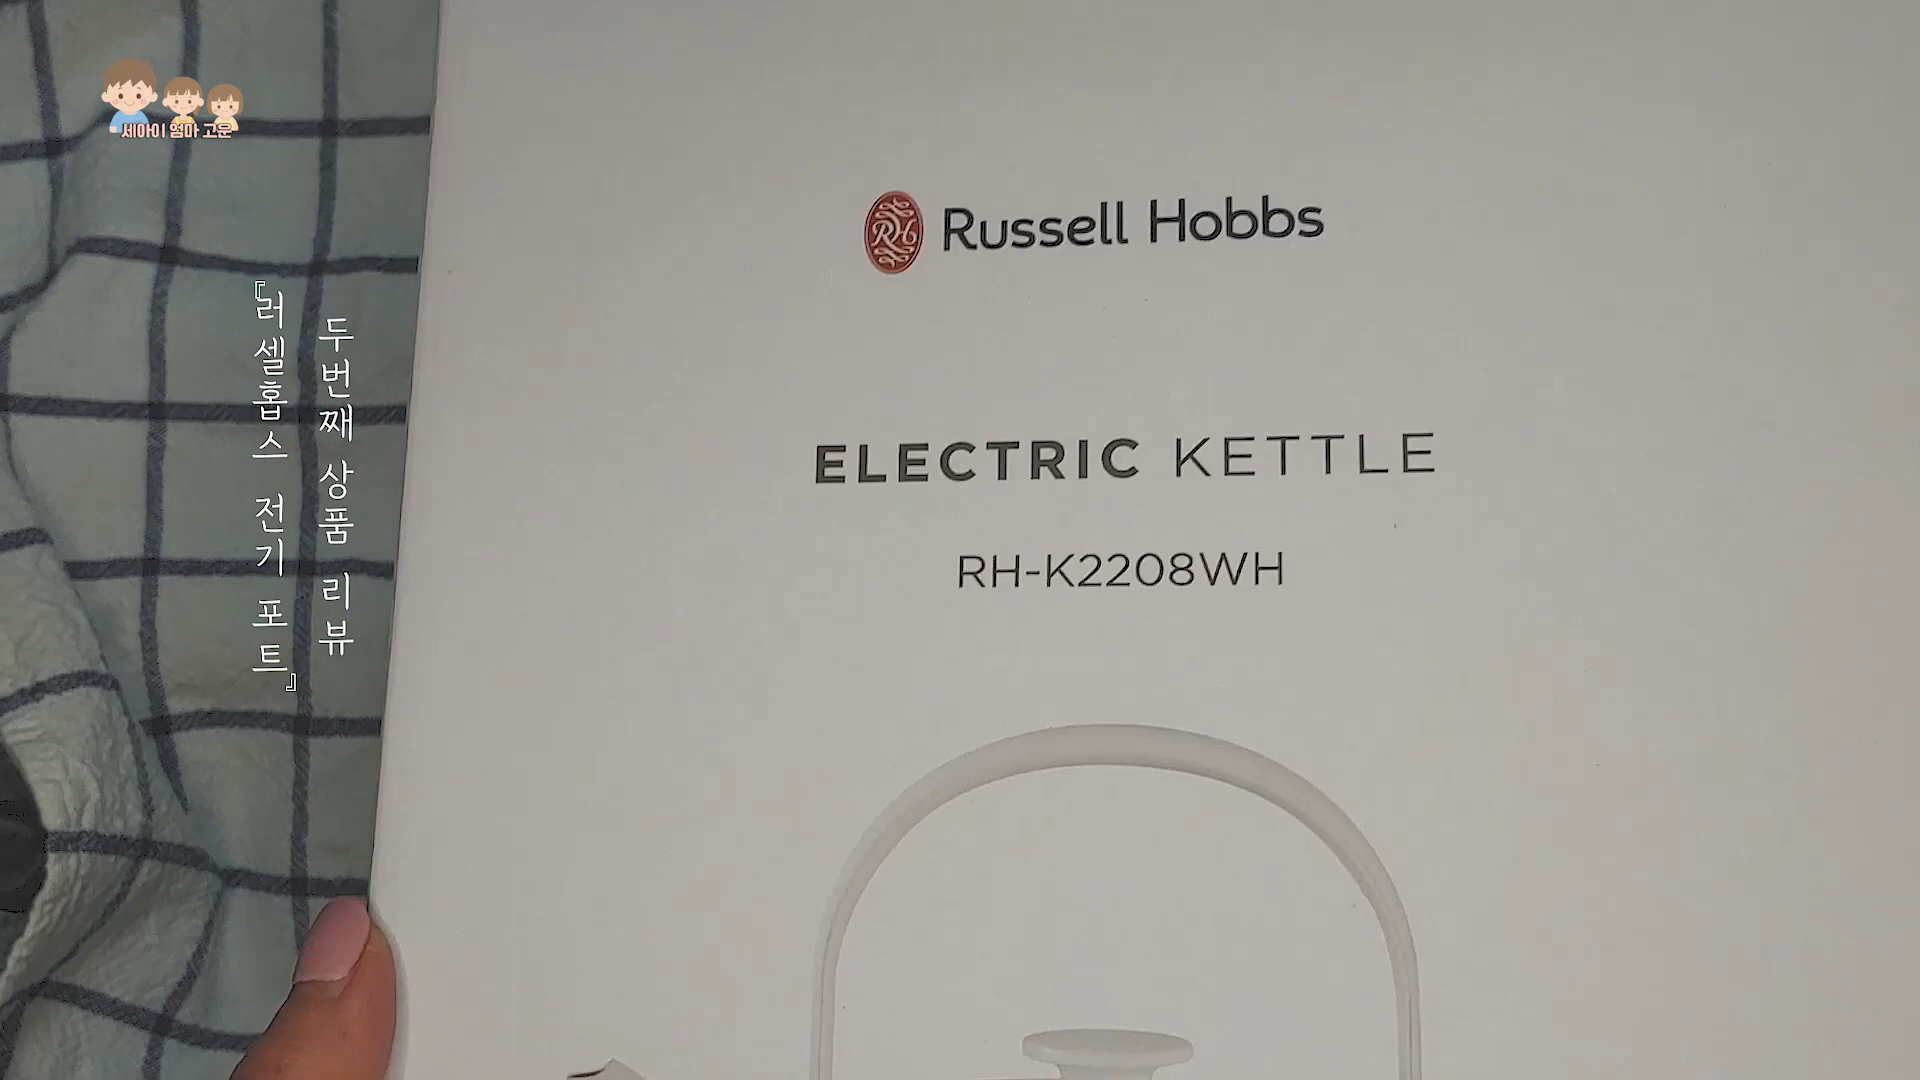 세아이 엄마 고운
두번째 상품 리뷰
『러셀홉스 전기 포트』
RH Russell Hobbs
ELECTRIC KETTLE
RH-K2208WH